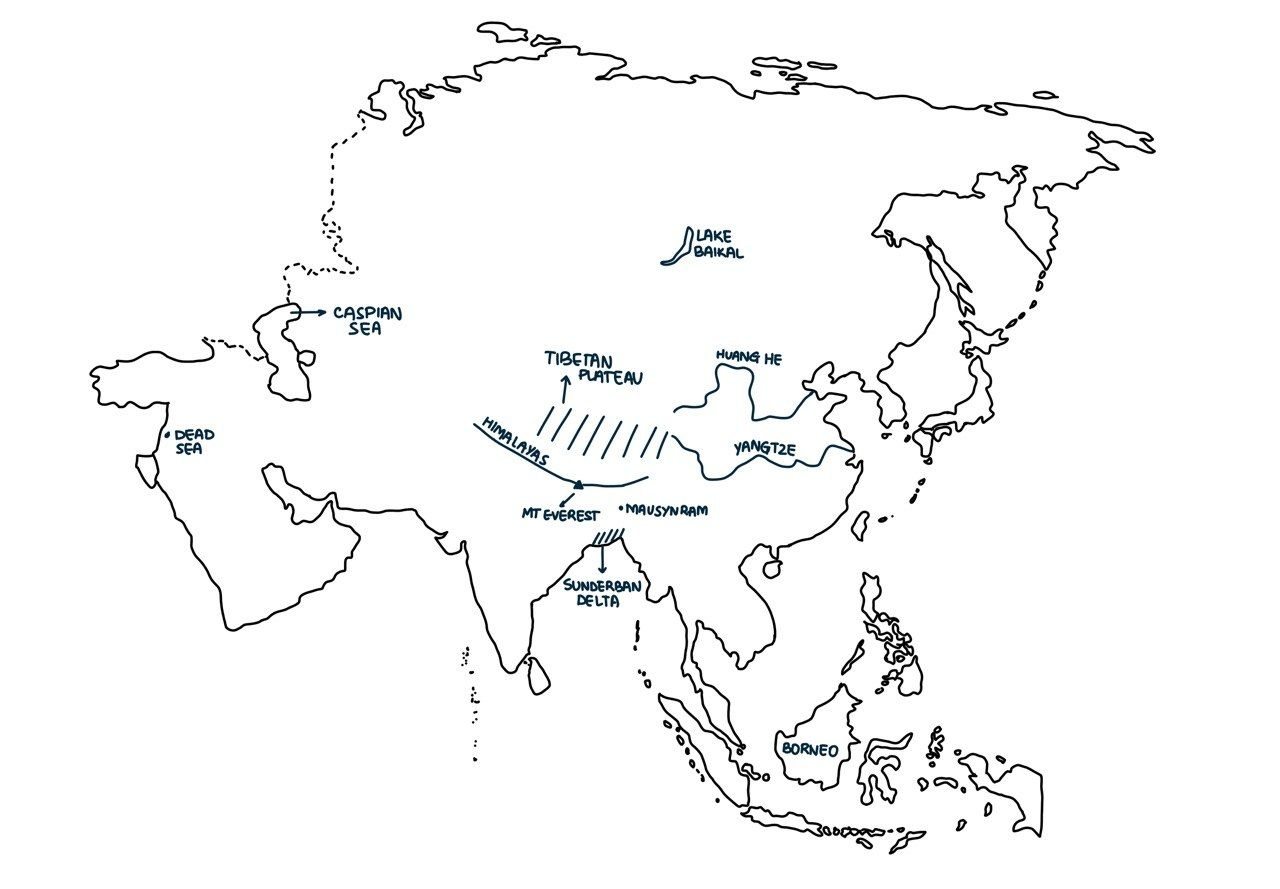 LAKE
BAIKAL
CASPIAN
SEA
TIBETAN
PLATEAU
HUANG HE
DEAD
SEA
HIMALAYAS
YANGTZE
MT EVEREST
MAUSYNRAM
SUNDERBAN
DELTA
BORNEO